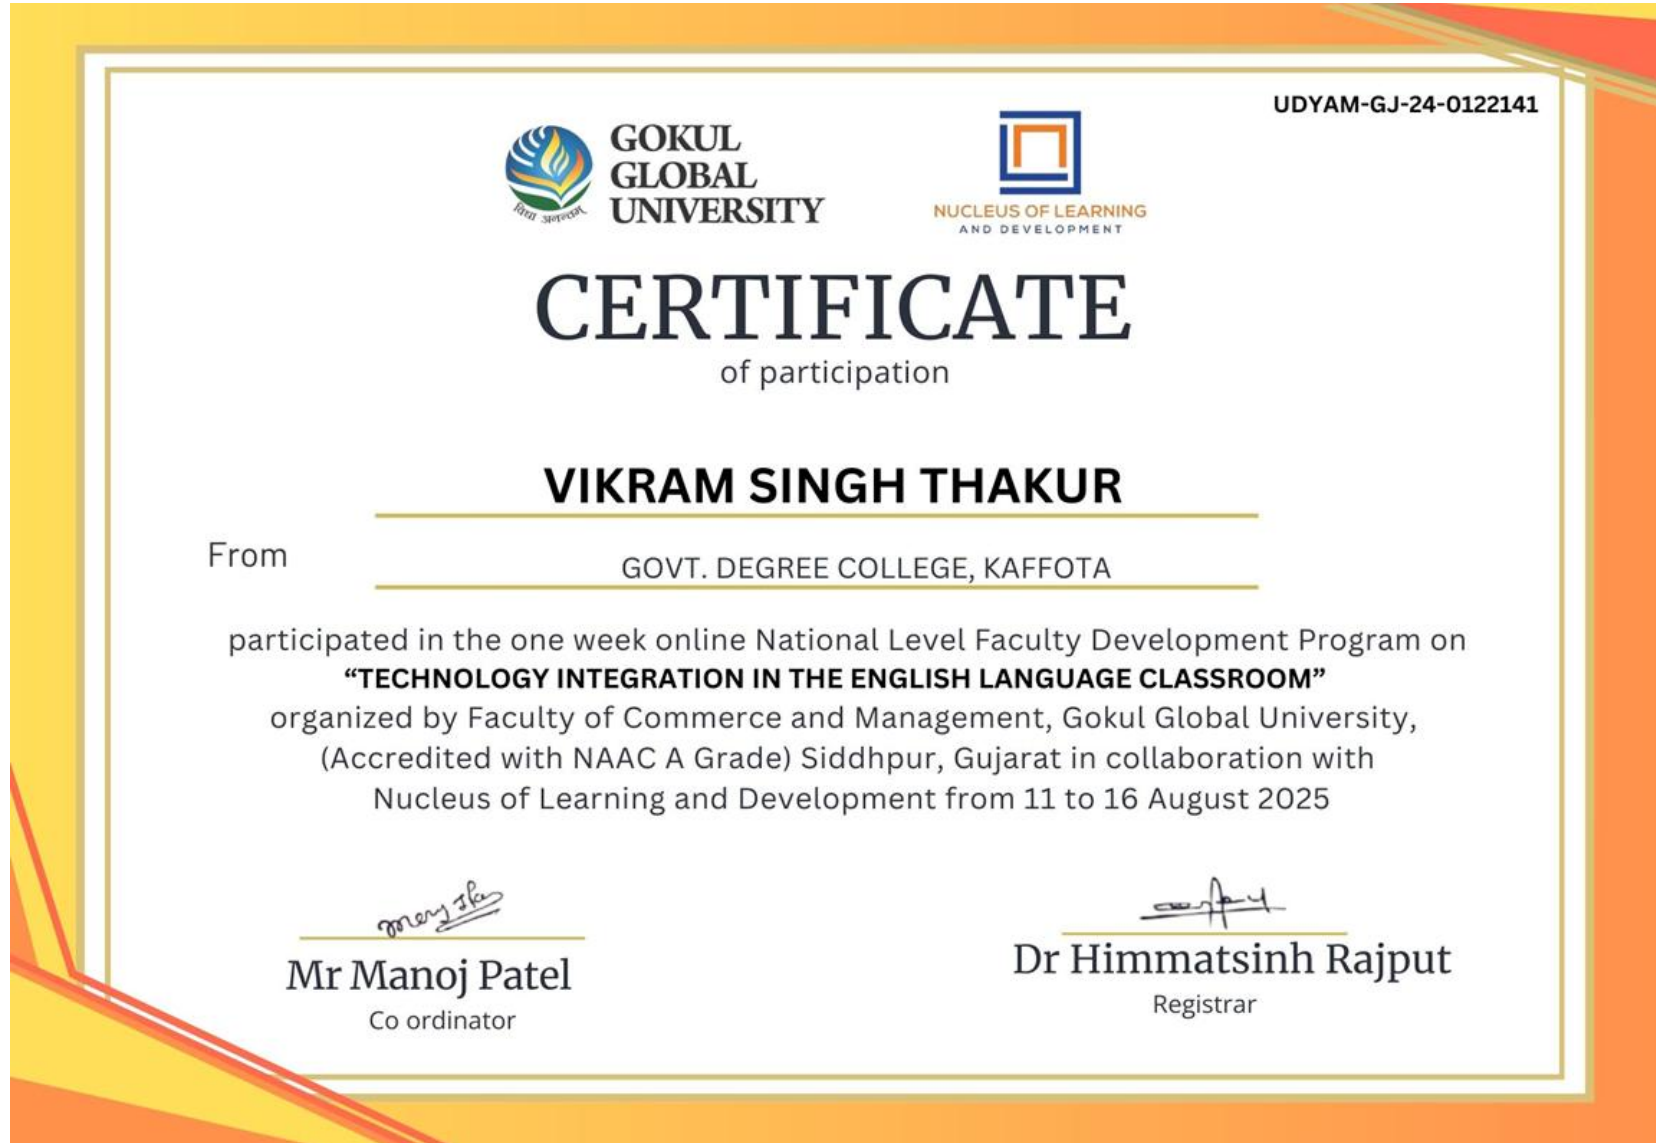 UDYAM-GJ-24-0122141
GOKUL
GLOBAL
UNIVERSITY
विद्या अनन्तम्
NUCLEUS OF LEARNING
AND DEVELOPMENT
CERTIFICATE
of participation
VIKRAM SINGH THAKUR
From
GOVT. DEGREE COLLEGE, KAFFOTA
participated in the one week online National Level Faculty Development Program on
“TECHNOLOGY INTEGRATION IN THE ENGLISH LANGUAGE CLASSROOM”
organized by Faculty of Commerce and Management, Gokul Global University,
(Accredited with NAAC A Grade) Siddhpur, Gujarat in collaboration with
Nucleus of Learning and Development from 11 to 16 August 2025
Mr Manoj Patel
Co ordinator
Dr Himmatsinh Rajput
Registrar